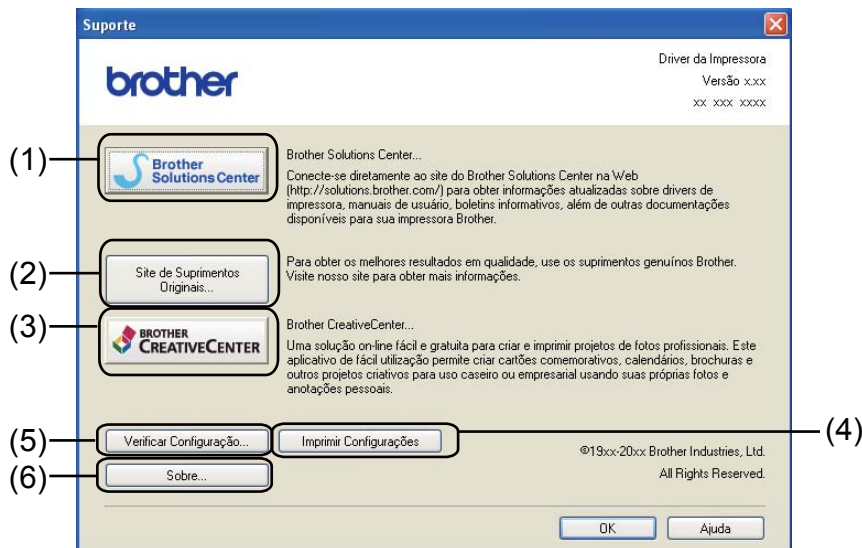 Suporte
brother
Driver da Impressora
Versão x.xx
xx xxx xxxx
(1)
Brother
Solutions Center
Brother Solutions Center...
Conecte-se diretamente ao site do Brother Solutions Center na Web
(http://solutions.brother.com/) para obter informações atualizadas sobre drivers de
impressora, manuais de usuário, boletins informativos, além de outras documentações
disponíveis para sua impressora Brother.
(2)
Site de Suprimentos
Originais...
Para obter os melhores resultados em qualidade, use os suprimentos genuínos Brother.
Visite nosso site para obter mais informações.
(3)
BROTHER
CREATIVECENTER
Brother CreativeCenter...
Uma solução on-line fácil e gratuita para criar e imprimir projetos de fotos profissionais. Este
aplicativo de fácil utilização permite criar cartões comemorativos, calendários, brochuras e
outros projetos criativos para uso caseiro ou empresarial usando suas próprias fotos e
anotações pessoais.
(5)
Verificar Configuração...
Imprimir Configurações
(4)
(6)
Sobre...
©19xx-20xx Brother Industries, Ltd.
All Rights Reserved.
OK
Ajuda